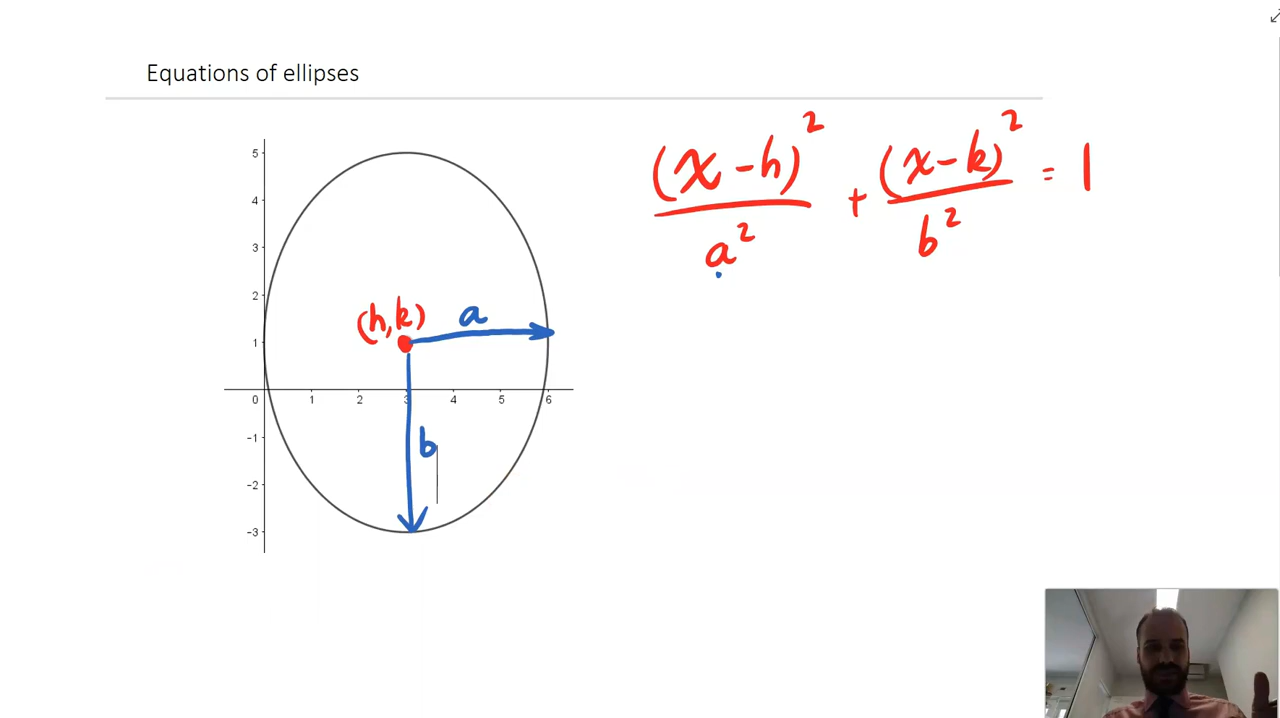 Equations of ellipses
(x-h)² / a² + (x-k)² / b² = 1
5
4
3
2
(h,k) a
1
0 1 2 3 4 5 6
-1 b
-2
-3